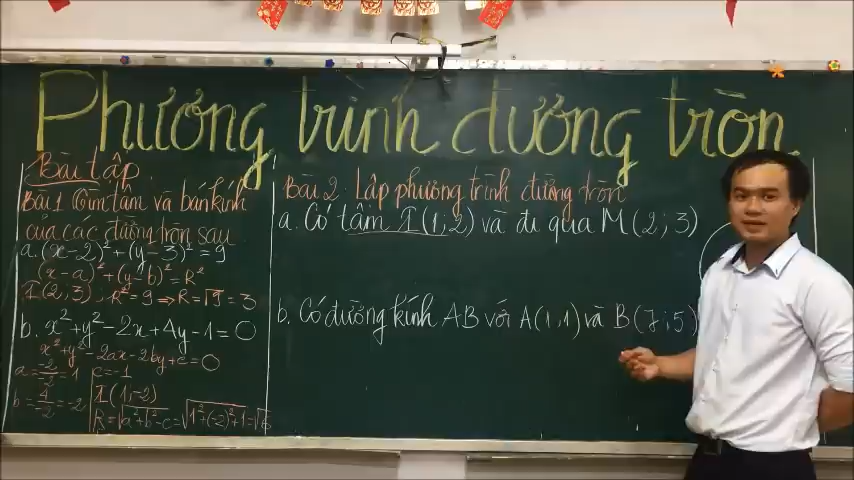 Phương trình đường tròn
Bài tập
Bài 1 Tìm tâm và bán kính
của các đường tròn sau
a. (x-2)²+(y-3)²=9
(x-a)²+(y-b)²=R²
I(2,3), R²=9⇒R=√9=3
b. x²+y²-2x+4y-1=0
x²+y²-2ax-2by+c=0
a=-2/-2=1 c=-1
I(1,-2)
b=4/-2=-2
R=√a²+b²-c=√1²+(-2)²+1=√6
Bài 2. Lập phương trình đường tròn
a. Có tâm I(1,2) và đi qua M(2;3)
b. Có đường kính AB với A(1,1) và B(7;5)